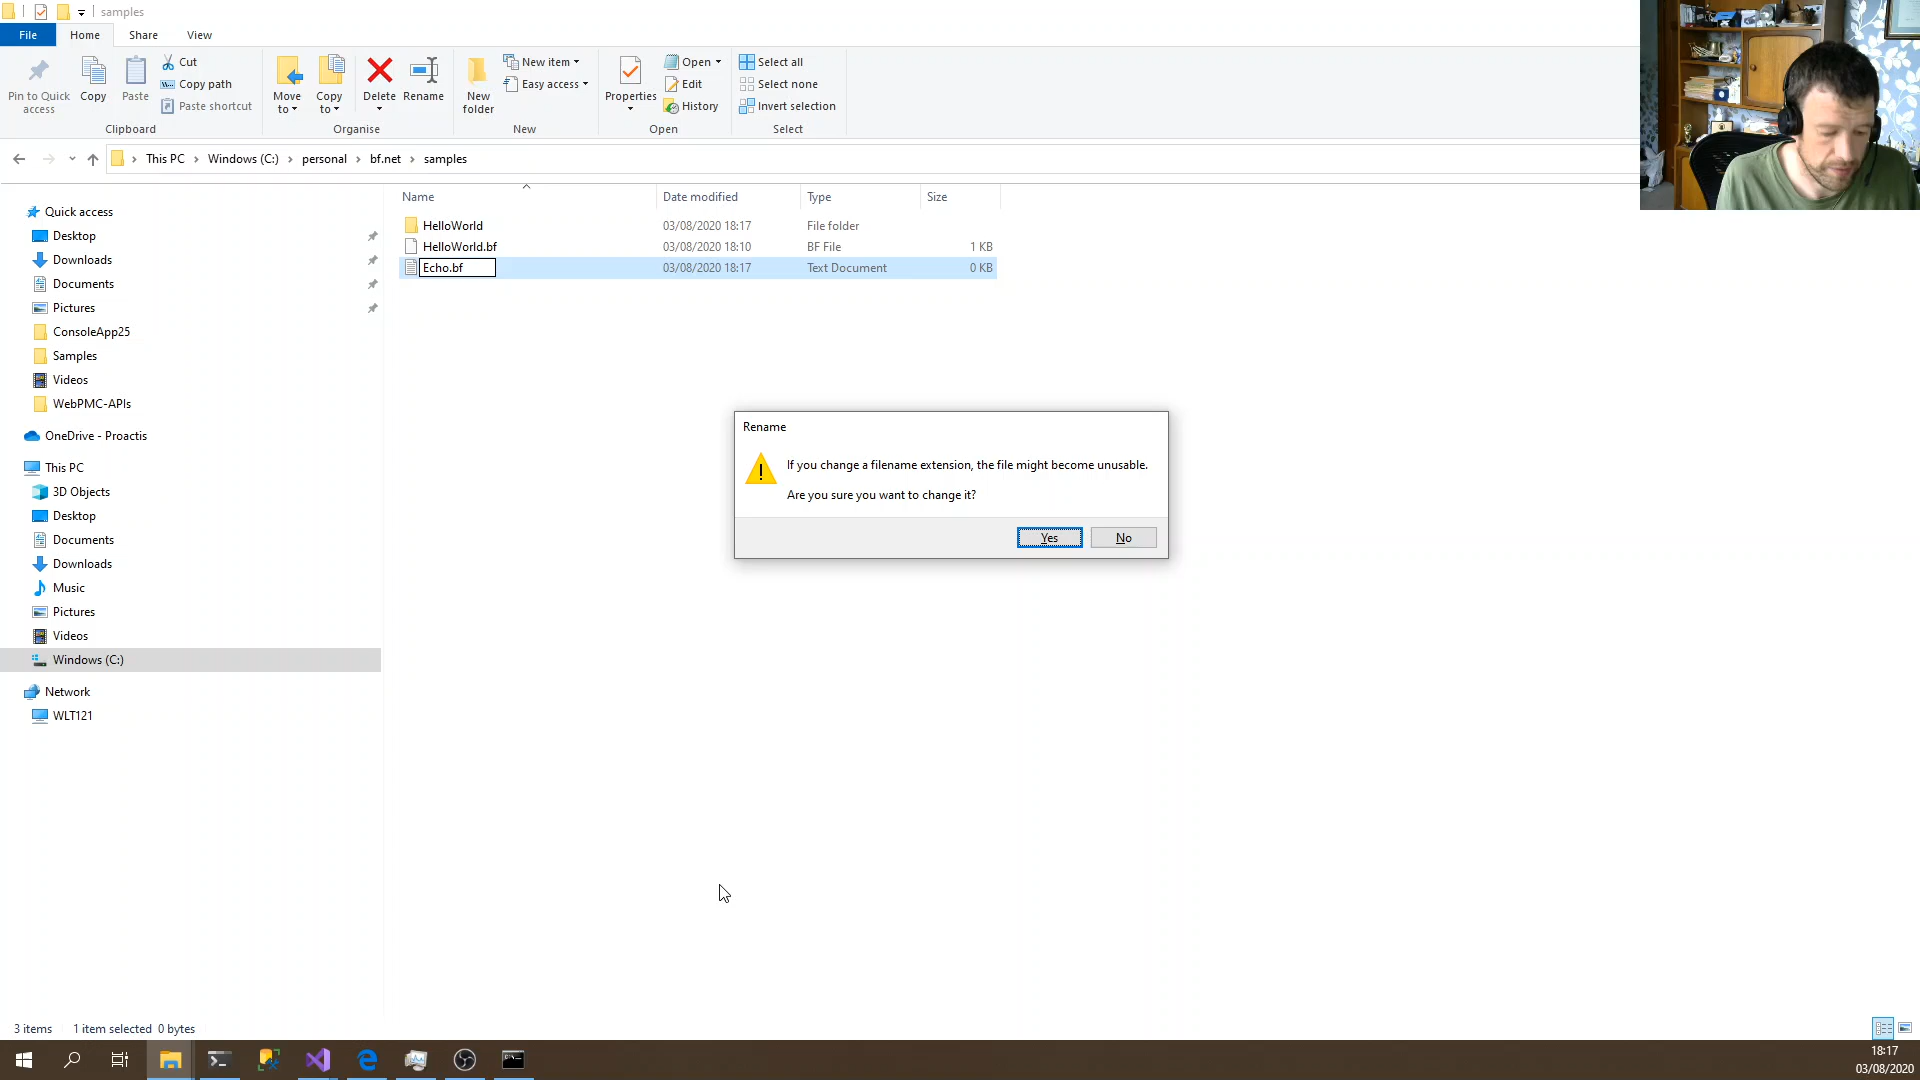 samples
File Home Share View
Pin to Quick access
Copy
Paste
Cut
Copy path
Paste shortcut
Clipboard
Move to
Copy to
Delete
Rename
Organise
New folder
New item
Easy access
New
Properties
Open
Edit
History
Open
Select all
Select none
Invert selection
Select
This PC > Windows (C:) > personal > bf.net > samples
Name Date modified Type Size
HelloWorld 03/08/2020 18:17 File folder
HelloWorld.bf 03/08/2020 18:10 BF File 1 KB
Echo.bf 03/08/2020 18:17 Text Document 0 KB
Quick access
Desktop
Downloads
Documents
Pictures
ConsoleApp25
Samples
Videos
WebPMC-APIs
OneDrive - Proactis
This PC
3D Objects
Desktop
Documents
Downloads
Music
Pictures
Videos
Windows (C:)
Network
WLT121
Rename
If you change a filename extension, the file might become unusable.
Are you sure you want to change it?
Yes No
3 items 1 item selected 0 bytes
18:17
03/08/2020